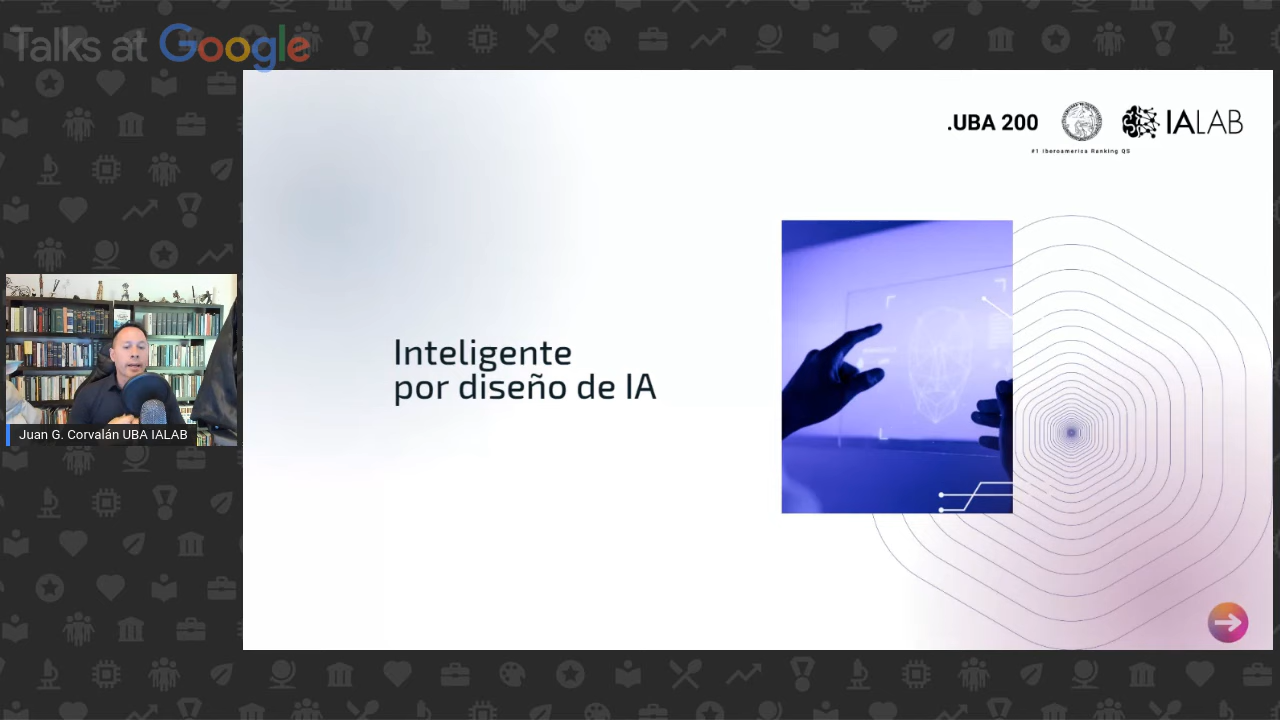 Talks at Google
.UBA 200
IALAB
#1 Iberoamerica Ranking QS
Inteligente
por diseño de IA
Juan G. Corvalán UBA IALAB